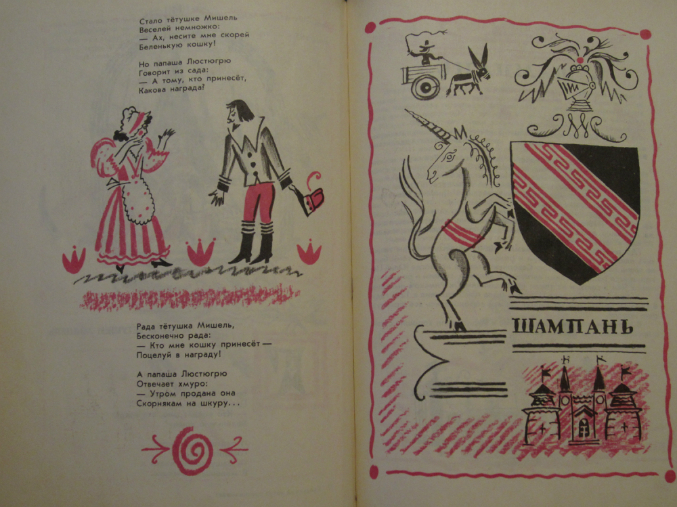 Стало тётушке Мишель
Веселей немножко:
— Ах, несите мне скорей
Беленькую кошку!
Но папаша Люстюгрю
Говорит из сада:
— А тому, кто принесёт,
Какова награда?
Рада тётушка Мишель,
Бесконечно рада:
— Кто мне кошку принесёт —
Поцелуй в награду!
А папаша Люстюгрю
Отвечает хмуро:
— Утром продана она
Скорнякам на шкуру...
ШАМПАНЬ